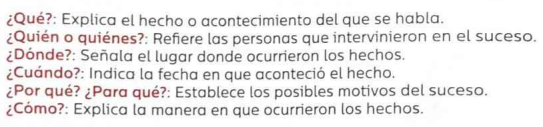 ¿Qué?: Explica el hecho o acontecimiento del que se habla.
¿Quién o quiénes?: Refiere las personas que intervinieron en el suceso.
¿Dónde?: Señala el lugar donde ocurrieron los hechos.
¿Cuándo?: Indica la fecha en que aconteció el hecho.
¿Por qué? ¿Para qué?: Establece los posibles motivos del suceso.
¿Cómo?: Explica la manera en que ocurrieron los hechos.